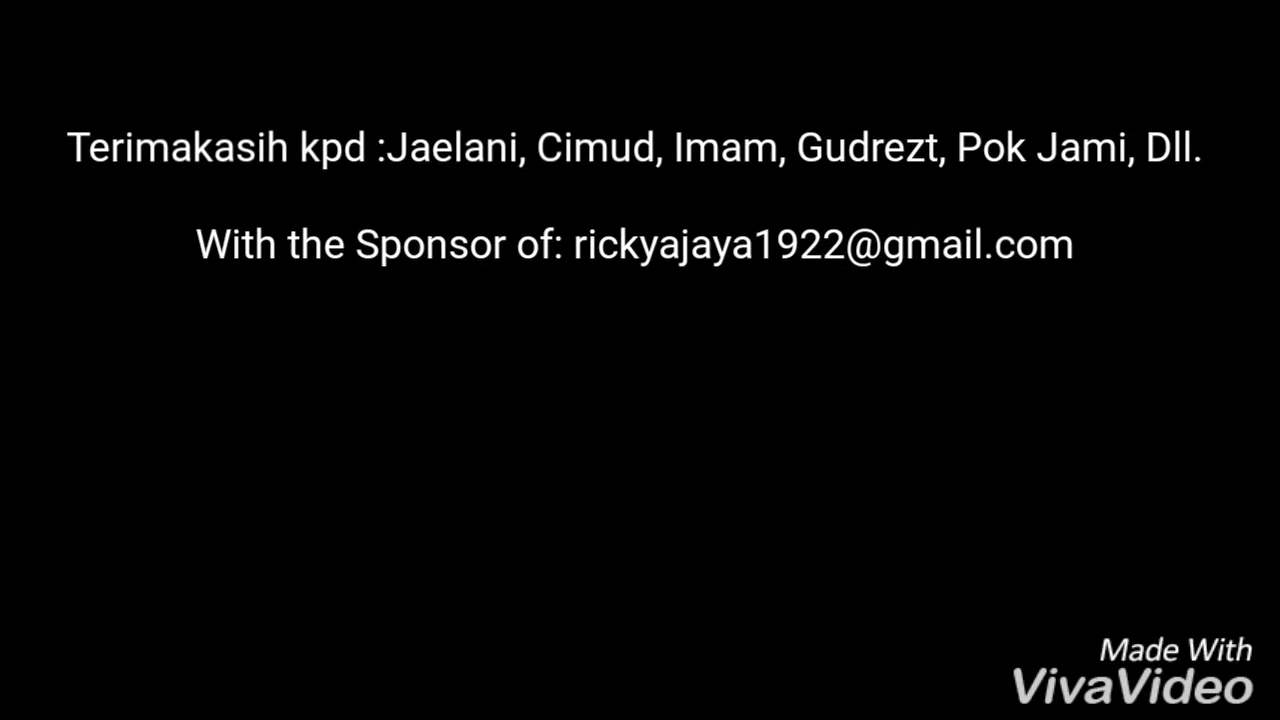 Terimakasih kpd :Jaelani, Cimud, Imam, Gudrezt, Pok Jami, Dll.
With the Sponsor of: rickyajaya1922@gmail.com
Made With
VivaVideo